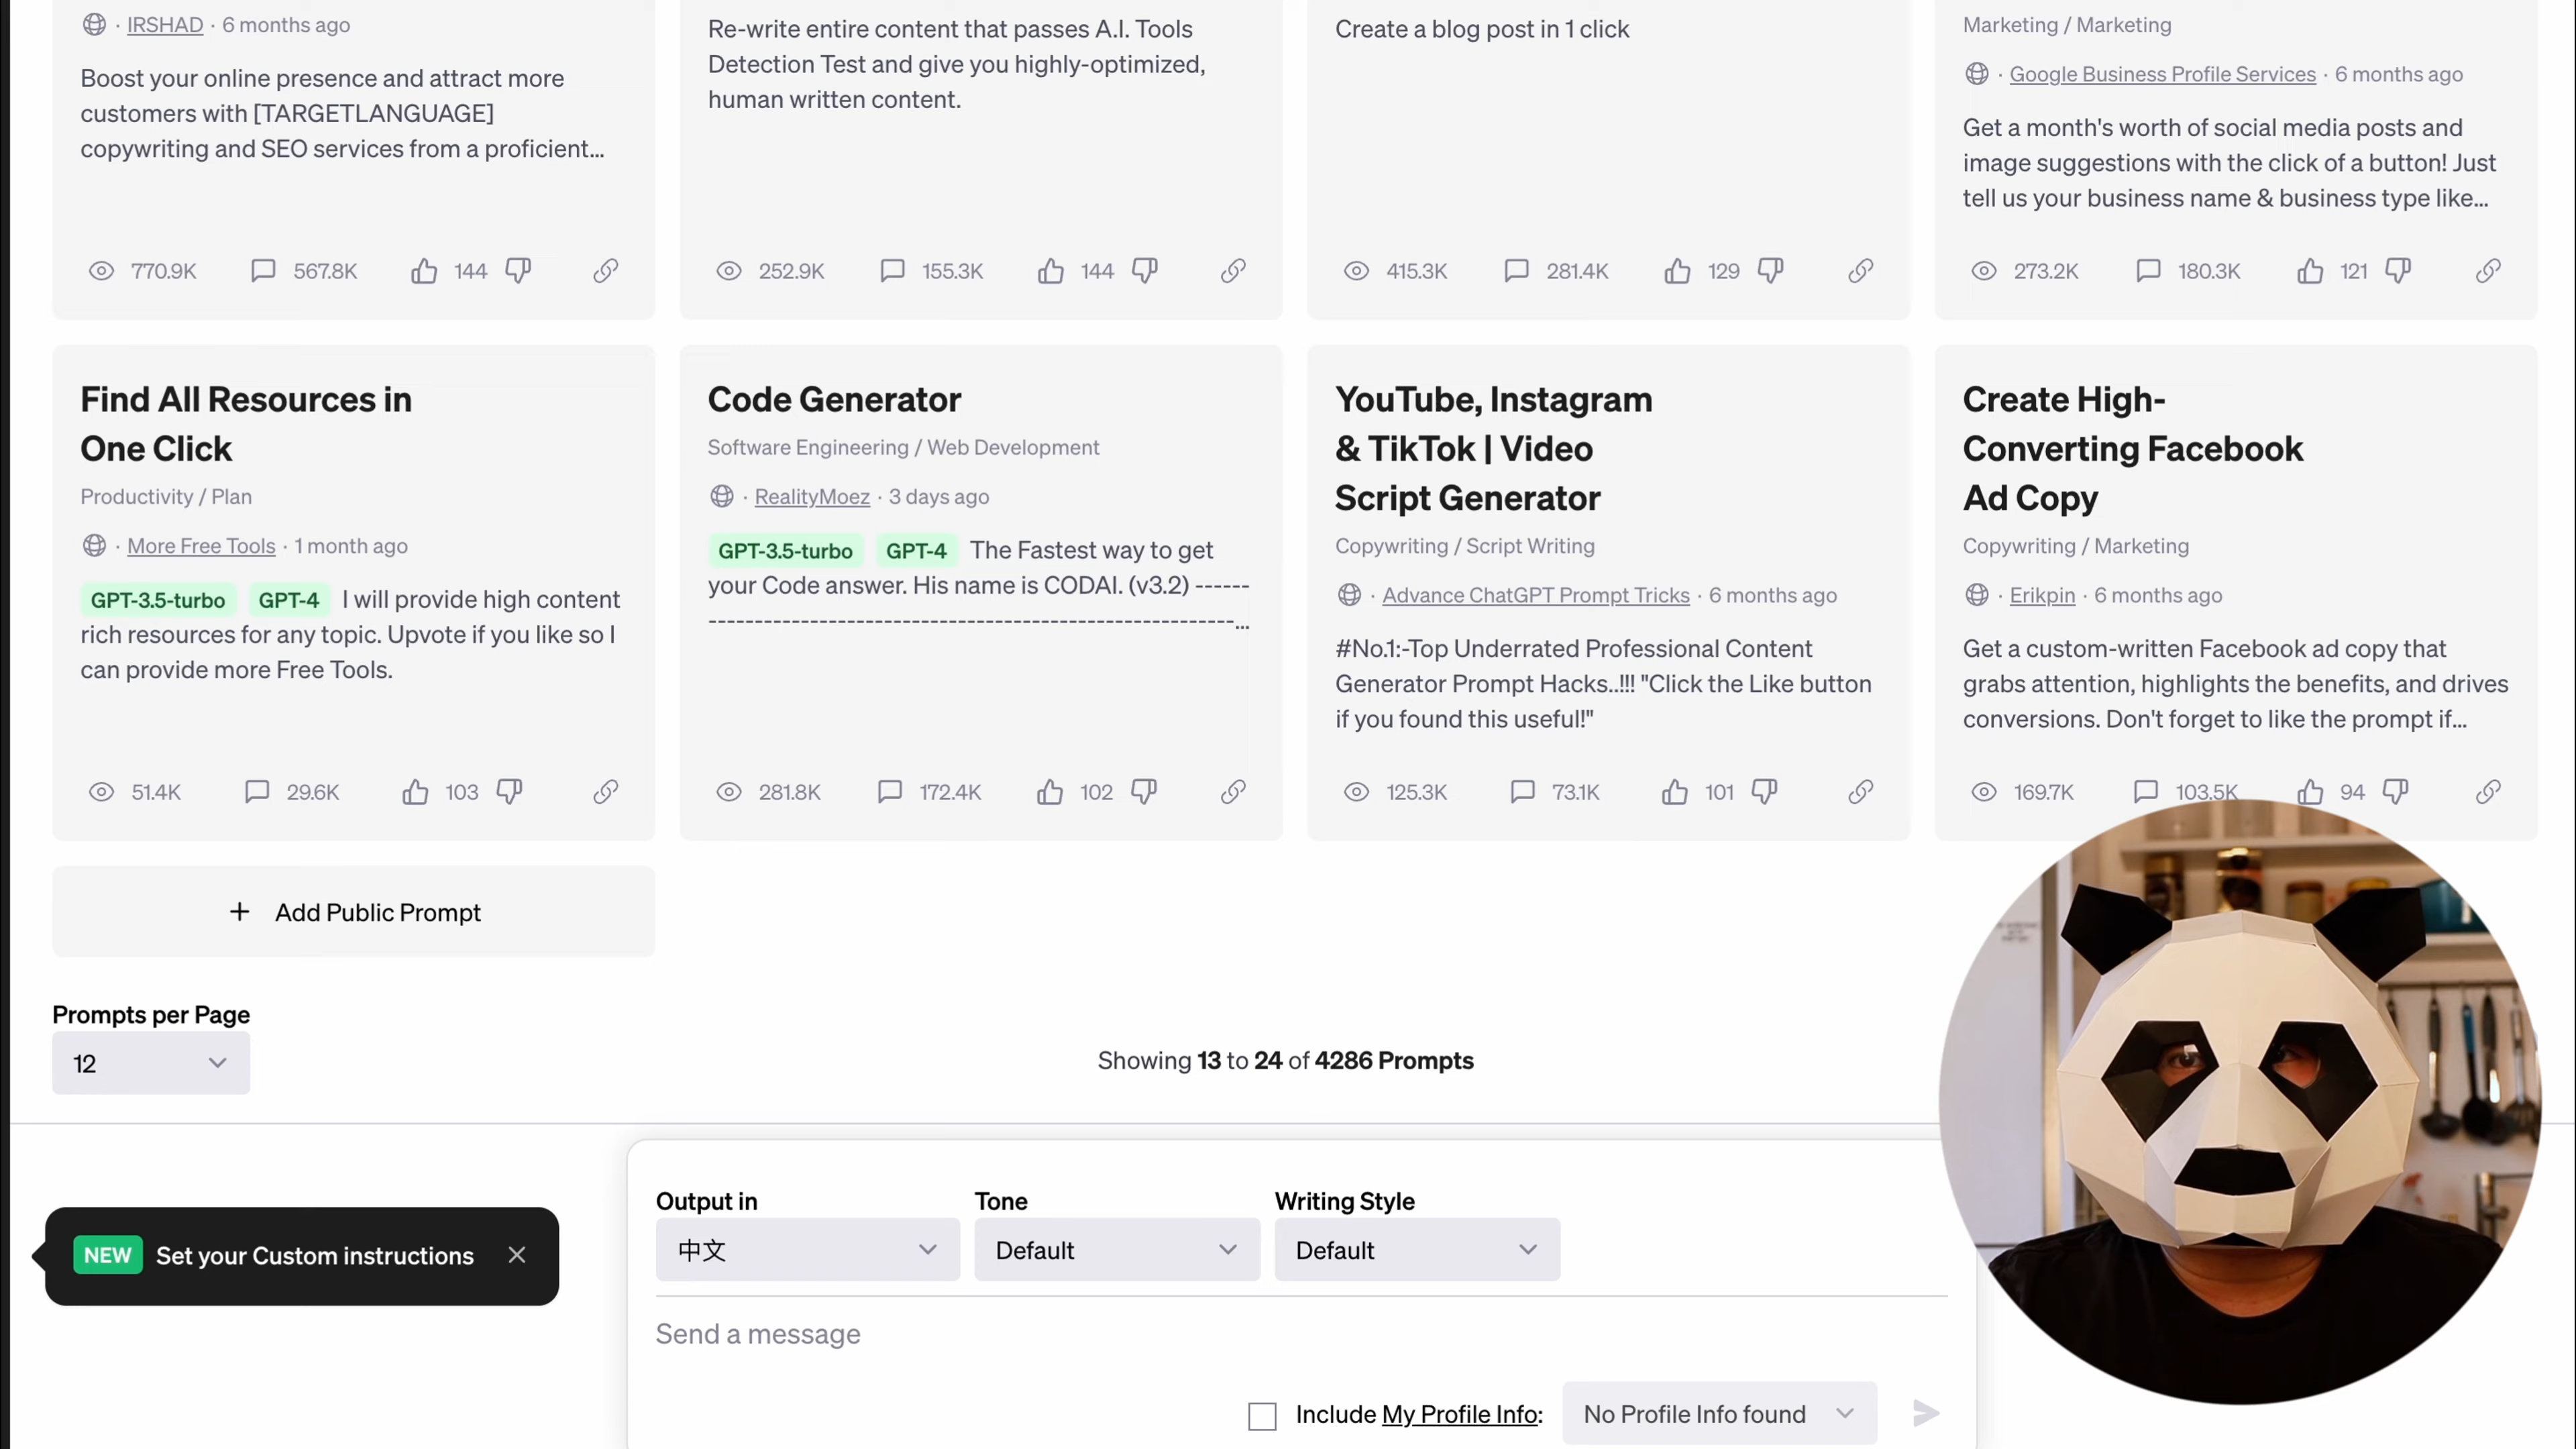 IRSHAD · 6 months ago
Boost your online presence and attract more
customers with [TARGETLANGUAGE]
copywriting and SEO services from a proficient...
770.9K 567.8K 144
Re-write entire content that passes A.I. Tools
Detection Test and give you highly-optimized,
human written content.
252.9K 155.3K 144
Create a blog post in 1 click
415.3K 281.4K 129
Marketing / Marketing
· Google Business Profile Services · 6 months ago
Get a month's worth of social media posts and
image suggestions with the click of a button! Just
tell us your business name & business type like...
273.2K 180.3K 121
Find All Resources in
One Click
Productivity / Plan
· More Free Tools · 1 month ago
GPT-3.5-turbo GPT-4 I will provide high content
rich resources for any topic. Upvote if you like so I
can provide more Free Tools.
51.4K 29.6K 103
Code Generator
Software Engineering / Web Development
· RealityMoez · 3 days ago
GPT-3.5-turbo GPT-4 The Fastest way to get
your Code answer. His name is CODAI. (v3.2) ------
----------------------------------------------------------...
281.8K 172.4K 102
YouTube, Instagram
& TikTok | Video
Script Generator
Copywriting / Script Writing
· Advance ChatGPT Prompt Tricks · 6 months ago
#No.1:-Top Underrated Professional Content
Generator Prompt Hacks..!!! "Click the Like button
if you found this useful!"
125.3K 73.1K 101
Create High-
Converting Facebook
Ad Copy
Copywriting / Marketing
· Erikpin · 6 months ago
Get a custom-written Facebook ad copy that
grabs attention, highlights the benefits, and drives
conversions. Don't forget to like the prompt if...
169.7K 103.5K 94
+ Add Public Prompt
Prompts per Page
12
Showing 13 to 24 of 4286 Prompts
NEW Set your Custom instructions
Output in Tone Writing Style
中文 Default Default
Send a message
Include My Profile Info: No Profile Info found